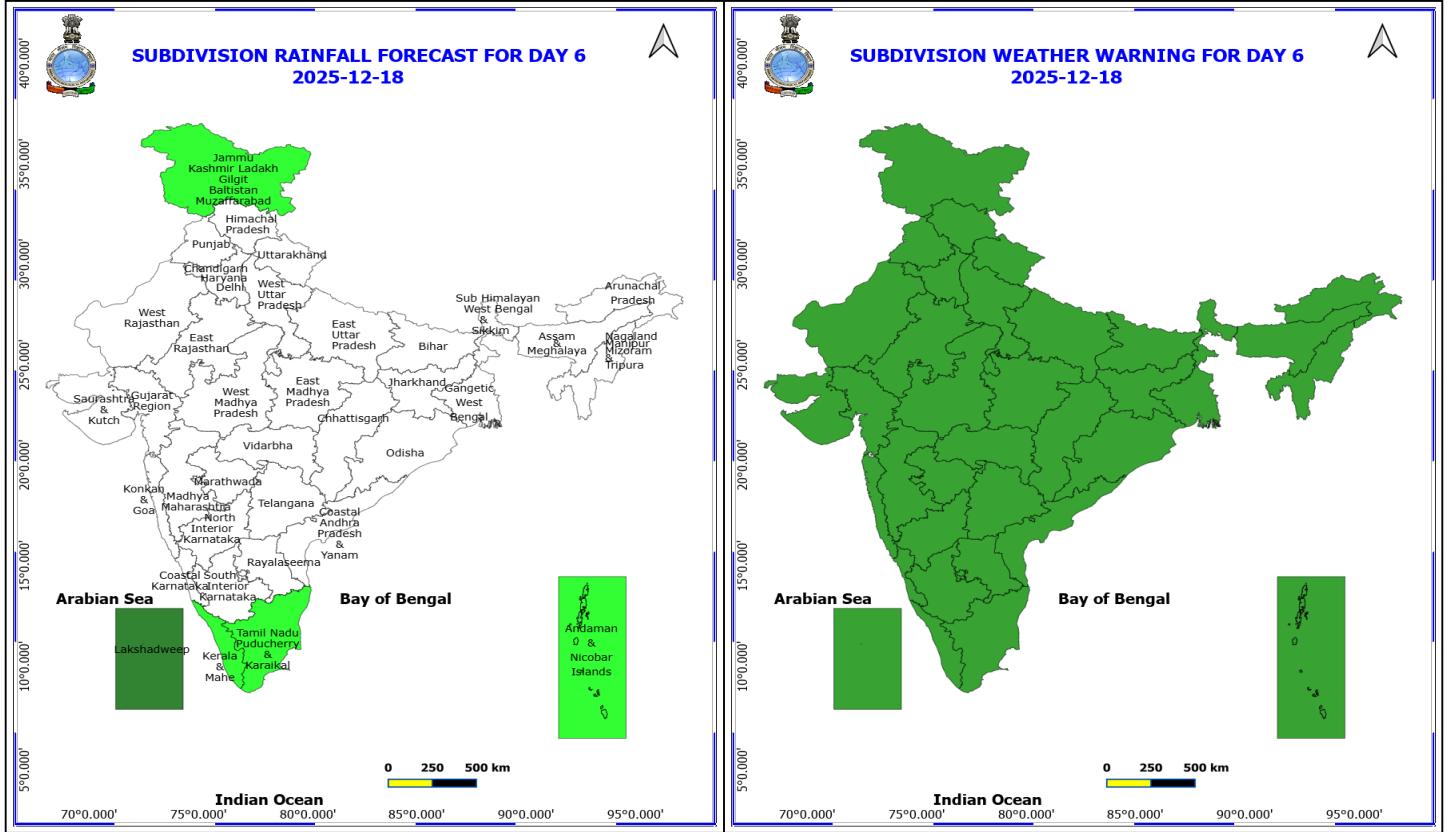 SUBDIVISION RAINFALL FORECAST FOR DAY 6
2025-12-18
40°0.000'
35°0.000'
30°0.000'
25°0.000'
20°0.000'
15°0.000'
10°0.000'
5°0.000'
Jammu
Kashmir Ladakh
Gilgit
Baltistan
Muzaffarabad
Himachal
Pradesh
Punjab
Uttarakhand
Chandigarh
Haryana
Delhi
West
Uttar
Pradesh
Arunachal
Pradesh
Sub Himalayan
West Bengal
&
Sikkim
West
Rajasthan
East
Rajasthan
East
Uttar
Pradesh
Bihar
Assam
&
Meghalaya
Nagaland
Manipur
Mizoram
&
Tripura
Saurashtra
&
Kutch
Gujarat
Region
West
Madhya
Pradesh
East
Madhya
Pradesh
Jharkhand
Gangetic
West
Bengal
Chhattisgarh
Vidarbha
Odisha
Konkan
&
Goa
Marathwada
Madhya
Maharashtra
Telangana
North
Interior
Karnataka
Coastal
Andhra
Pradesh
&
Yanam
Rayalaseema
Coastal
Karnataka
South
Interior
Karnataka
Arabian Sea
Bay of Bengal
Lakshadweep
Kerala
&
Mahe
Tamil Nadu
Puducherry
&
Karaikal
Andaman
&
Nicobar
Islands
0 250 500 km
Indian Ocean
70°0.000' 75°0.000' 80°0.000' 85°0.000' 90°0.000' 95°0.000'
SUBDIVISION WEATHER WARNING FOR DAY 6
2025-12-18
40°0.000'
35°0.000'
30°0.000'
25°0.000'
20°0.000'
15°0.000'
10°0.000'
5°0.000'
Arabian Sea
Bay of Bengal
0 250 500 km
Indian Ocean
70°0.000' 75°0.000' 80°0.000' 85°0.000' 90°0.000' 95°0.000'